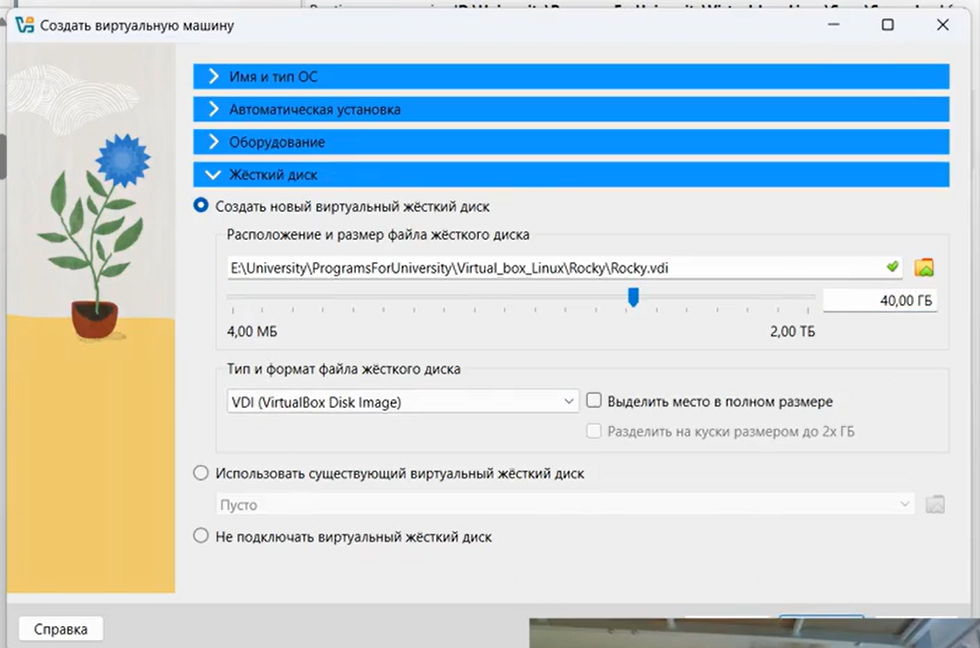 Создать виртуальную машину
Имя и тип ОС
Автоматическая установка
Оборудование
Жёсткий диск
Создать новый виртуальный жёсткий диск
Расположение и размер файла жёсткого диска
E:\University\ProgramsForUniversity\Virtual_box_Linux\Rocky\Rocky.vdi
40,00 ГБ
4,00 МБ 2,00 ТБ
Тип и формат файла жёсткого диска
VDI (VirtualBox Disk Image) Выделить место в полном размере
Разделить на куски размером до 2х ГБ
Использовать существующий виртуальный жёсткий диск
Пусто
Не подключать виртуальный жёсткий диск
Справка